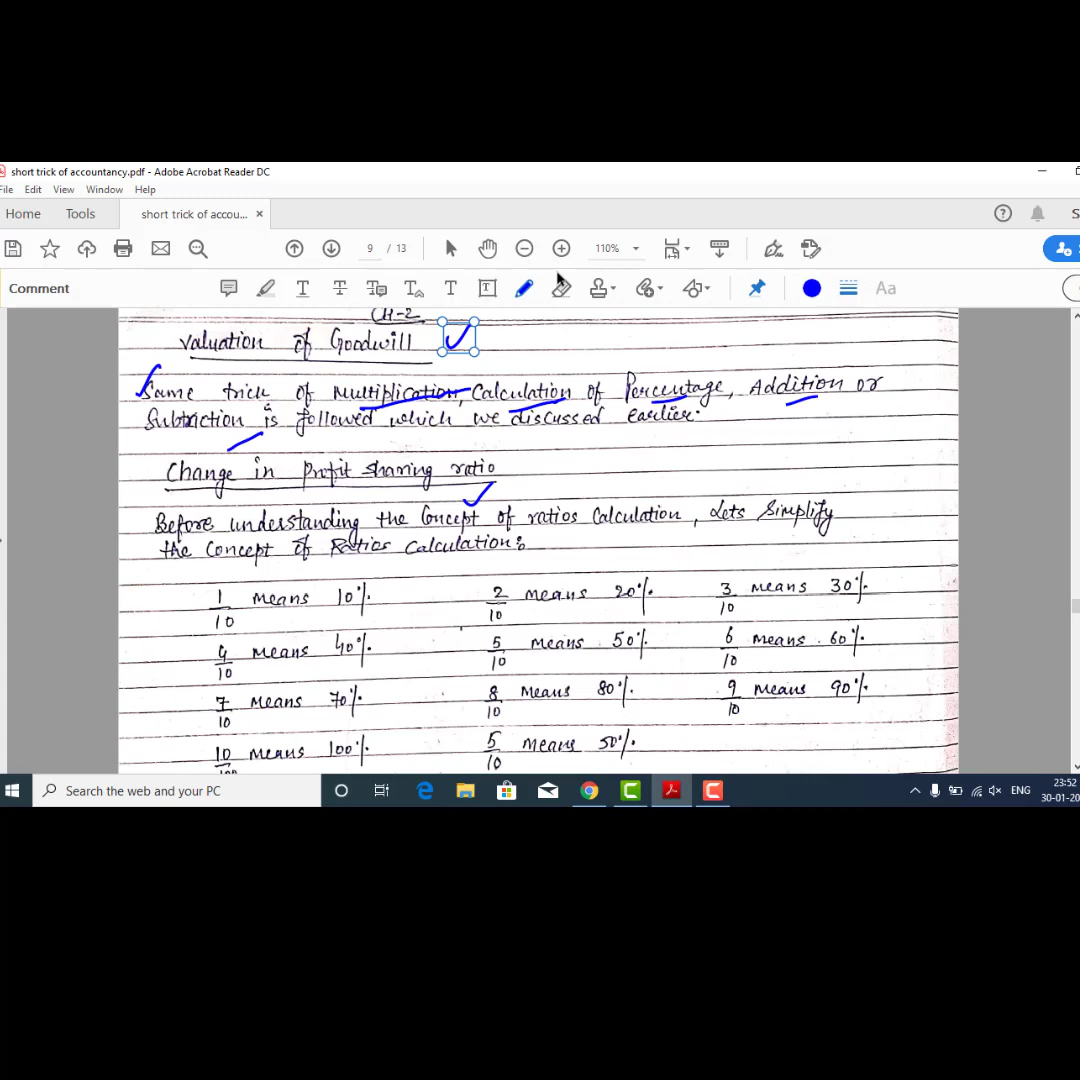 short trick of accountancy.pdf - Adobe Acrobat Reader DC
File Edit View Window Help
Home Tools short trick of accou... ×
9 / 13 110%
Comment
Aa
CH-2
Valuation of Goodwill
Same trick of Multiplication, Calculation of Percentage, Addition or
Subtraction is followed which we discussed earlier.
Change in Profit sharing ratio
Before understanding the Concept of ratios Calculation, Lets Simplify
the Concept of Ratios Calculation:
1/10 means 10% 2/10 means 20% 3/10 means 30%
4/10 means 40% 5/10 means 50% 6/10 means 60%
7/10 means 70% 8/10 means 80% 9/10 means 90%
10/100 means 100% 5/10 means 50%
Search the web and your PC
ENG
23:52
30-01-20